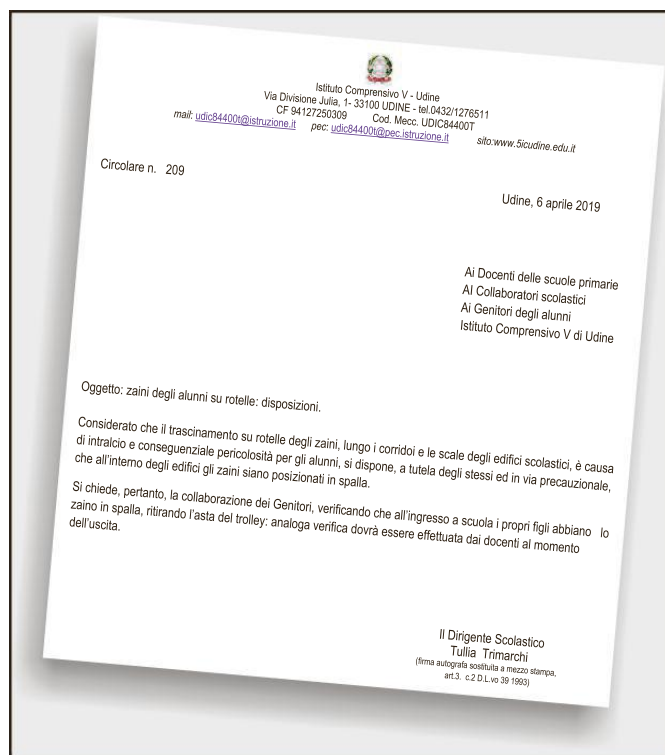 Istituto Comprensivo V - Udine
Via Divisione Julia, 1- 33100 UDINE - tel.0432/1276511
CF 94127250309 Cod. Mecc. UDIC84400T
mail: udic84400t@istruzione.it pec: udic84400t@pec.istruzione.it sito:www.5icudine.edu.it
Circolare n. 209
Udine, 6 aprile 2019
Ai Docenti delle scuole primarie
AI Collaboratori scolastici
Ai Genitori degli alunni
Istituto Comprensivo V di Udine
Oggetto: zaini degli alunni su rotelle: disposizioni.
Considerato che il trascinamento su rotelle degli zaini, lungo i corridoi e le scale degli edifici scolastici, è causa
di intralcio e conseguenziale pericolosità per gli alunni, si dispone, a tutela degli stessi ed in via precauzionale,
che all'interno degli edifici gli zaini siano posizionati in spalla.
Si chiede, pertanto, la collaborazione dei Genitori, verificando che all'ingresso a scuola i propri figli abbiano lo
zaino in spalla, ritirando l'asta del trolley: analoga verifica dovrà essere effettuata dai docenti al momento
dell'uscita.
Il Dirigente Scolastico
Tullia Trimarchi
(firma autografa sostituita a mezzo stampa,
art.3. c.2 D.L.vo 39 1993)